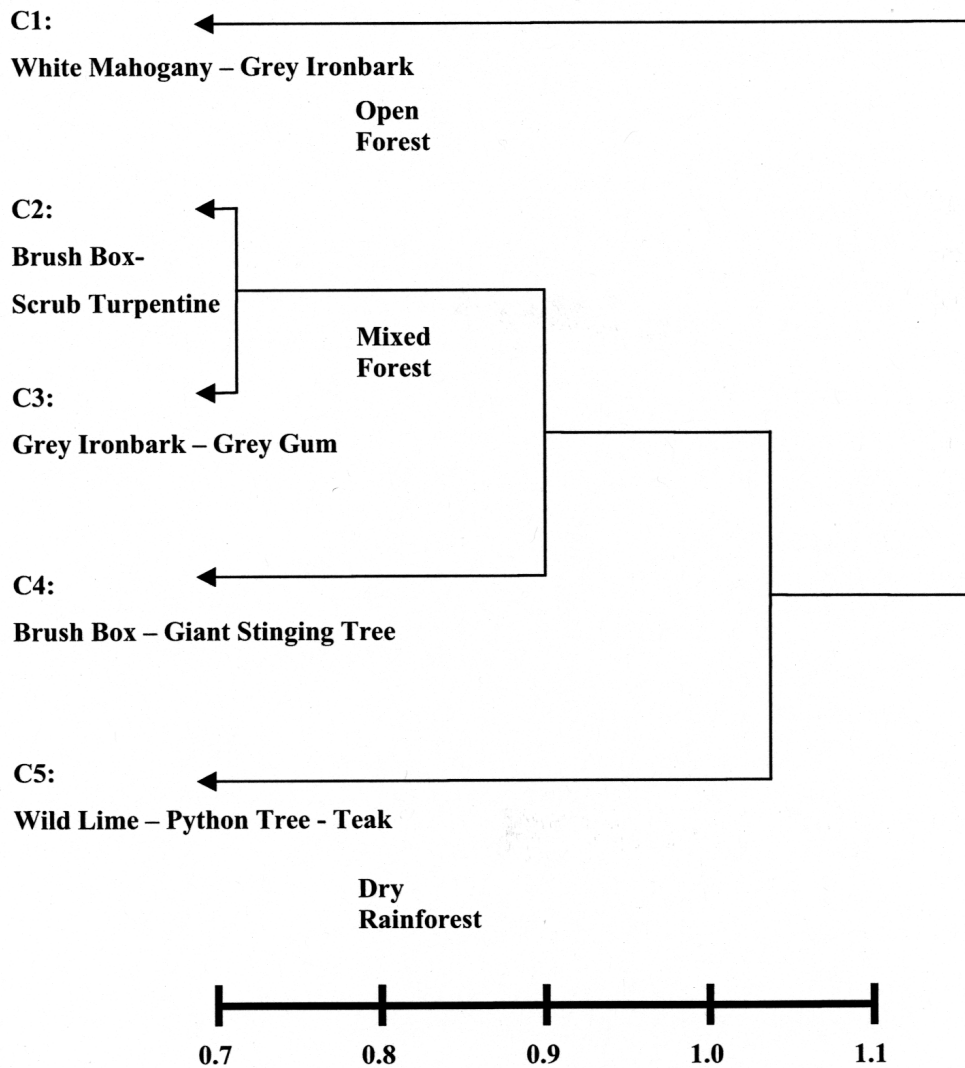 C1:
White Mahogany – Grey Ironbark
Open
Forest
C2:
Brush Box-
Scrub Turpentine
Mixed
Forest
C3:
Grey Ironbark – Grey Gum
C4:
Brush Box – Giant Stinging Tree
C5:
Wild Lime – Python Tree - Teak
Dry
Rainforest
0.7 0.8 0.9 1.0 1.1